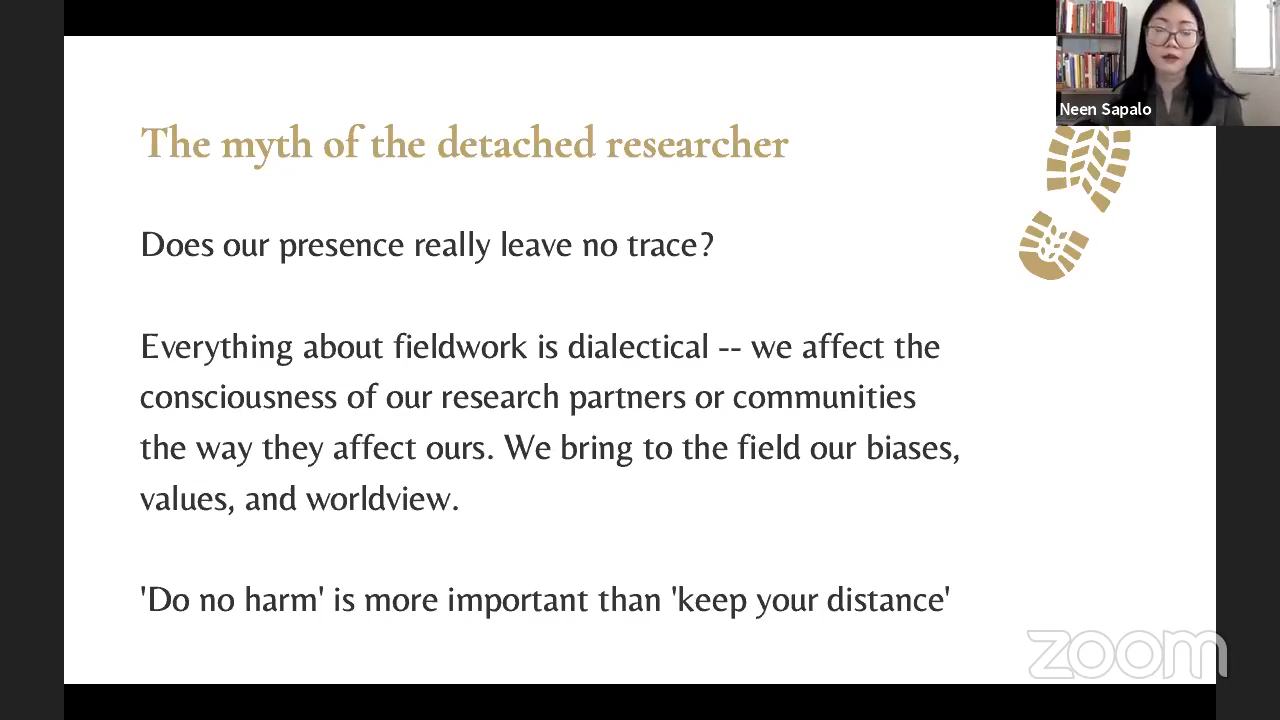 Neen Sapalo
The myth of the detached researcher
Does our presence really leave no trace?
Everything about fieldwork is dialectical -- we affect the
consciousness of our research partners or communities
the way they affect ours. We bring to the field our biases,
values, and worldview.
'Do no harm' is more important than 'keep your distance'
zoom